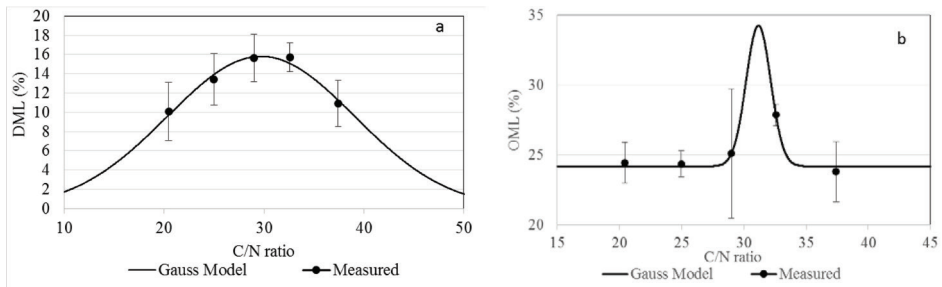 a
20
18
16
14
12
10
8
6
4
2
0
DML (%)
10 20 30 40 50
C/N ratio
Gauss Model Measured
b
35
30
25
20
OML (%)
15 20 25 30 35 40 45
C/N ratio
Gauss Model Measured